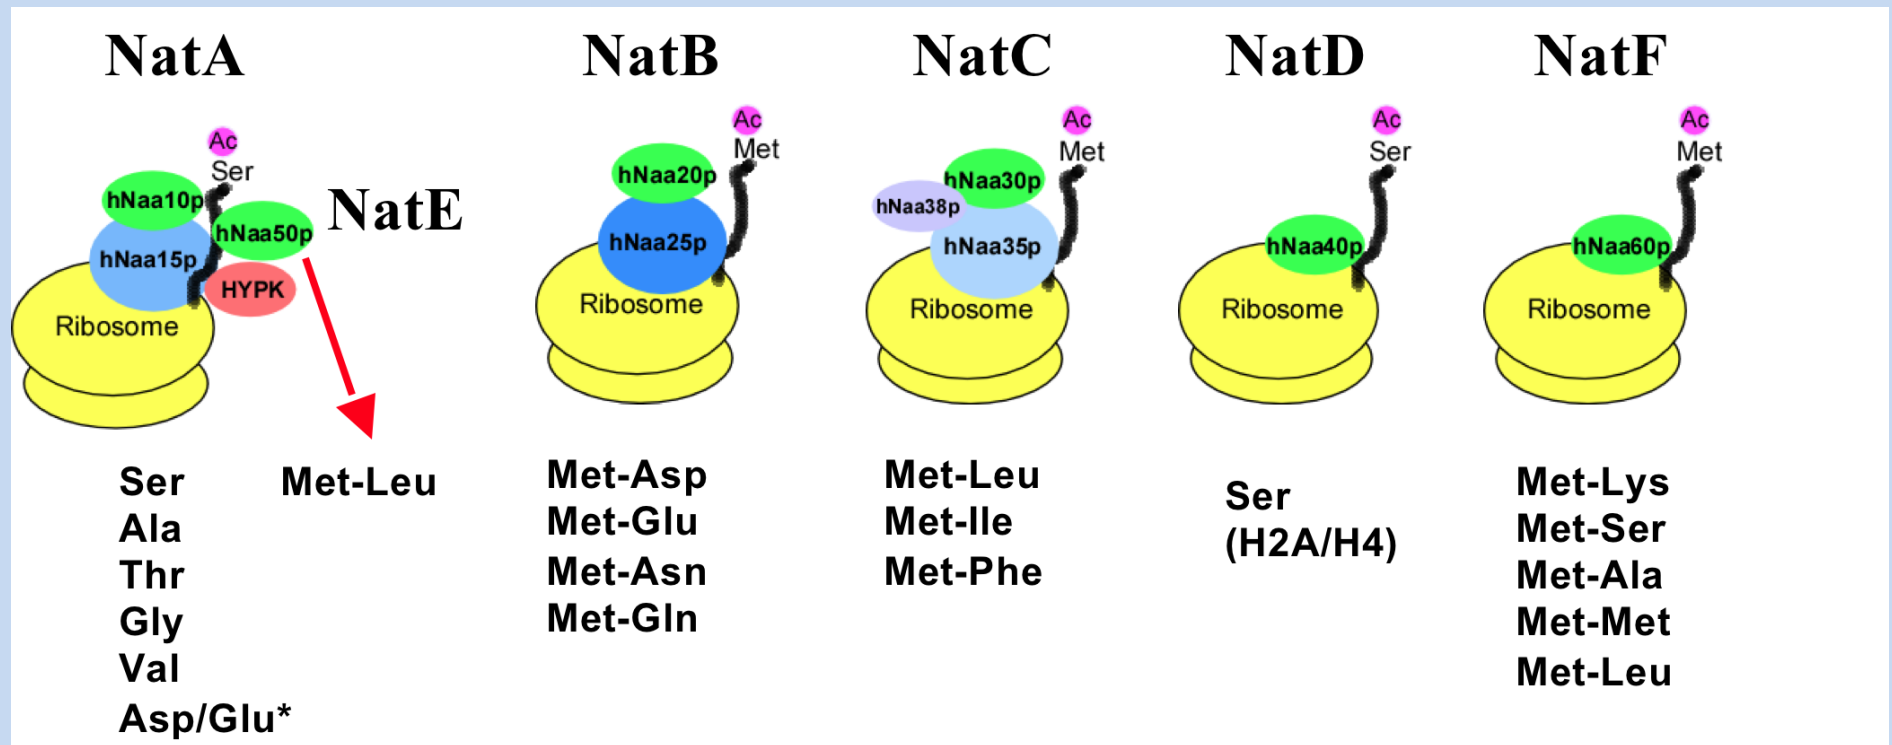 NatA
NatB
NatC
NatD
NatF
Ac
Ser
hNaa10p
hNaa50p
NatE
hNaa15p
HYPK
Ribosome
Ac
Met
hNaa20p
hNaa25p
Ribosome
Ac
Met
hNaa30p
hNaa38p
hNaa35p
Ribosome
Ac
Ser
hNaa40p
Ribosome
Ac
Met
hNaa60p
Ribosome
Ser
Ala
Thr
Gly
Val
Asp/Glu*
Met-Leu
Met-Asp
Met-Glu
Met-Asn
Met-Gln
Met-Leu
Met-Ile
Met-Phe
Ser
(H2A/H4)
Met-Lys
Met-Ser
Met-Ala
Met-Met
Met-Leu